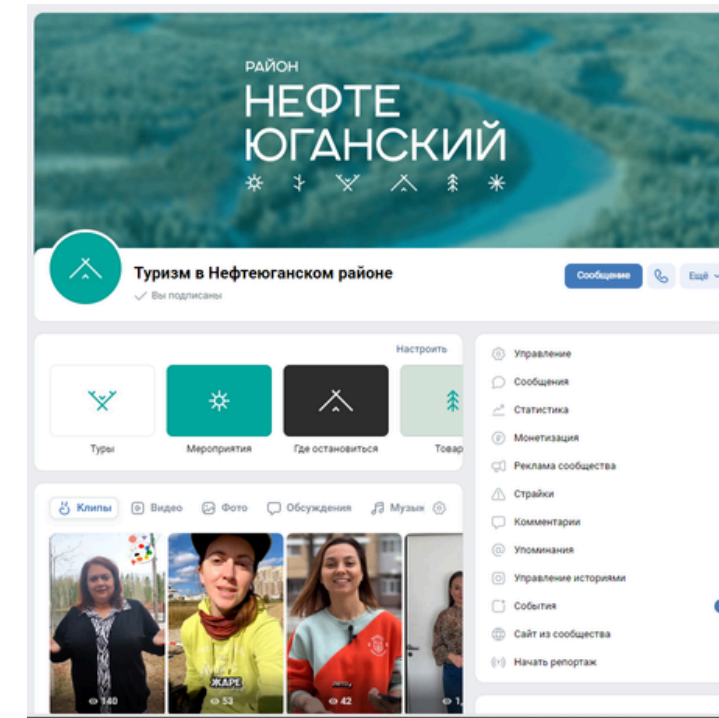 РАЙОН
НЕФТЕ
ЮГАНСКИЙ
Туризм в Нефтеюганском районе
Вы подписаны
Сообщение
Ещё
Настроить
Туры
Мероприятия
Где остановиться
Товар
Клипы
Видео
Фото
Обсуждения
Музык
ЖАРЕ
140
53
42
1,
Управление
Сообщения
Статистика
Монетизация
Реклама сообщества
Страйки
Комментарии
Упоминания
Управление историями
События
Сайт из сообщества
Начать репортаж